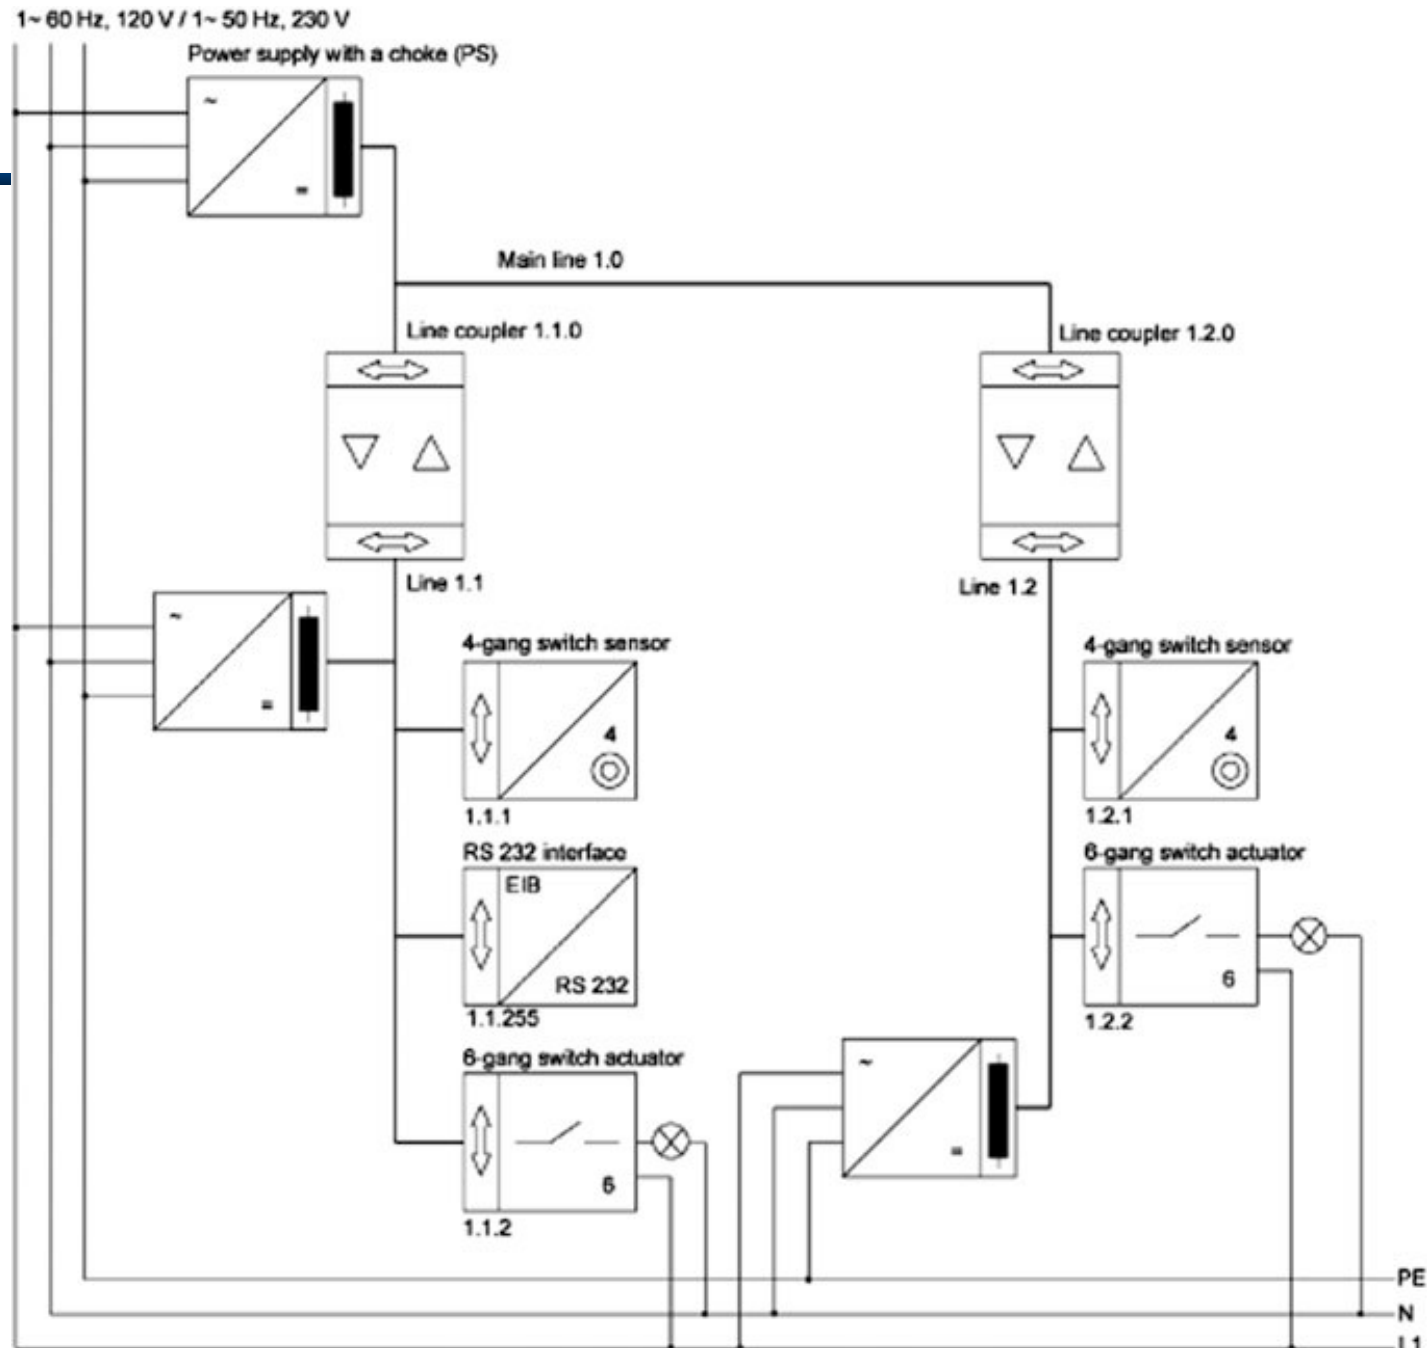 1~ 60 Hz, 120 V / 1~ 50 Hz, 230 V
Power supply with a choke (PS)
~
=
Main line 1.0
Line coupler 1.1.0
Line coupler 1.2.0
Line 1.1
Line 1.2
~
=
4-gang switch sensor
4
1.1.1
4-gang switch sensor
4
1.2.1
RS 232 interface
EIB
RS 232
1.1.255
6-gang switch actuator
6
1.2.2
6-gang switch actuator
6
1.1.2
~
=
PE
N
L1